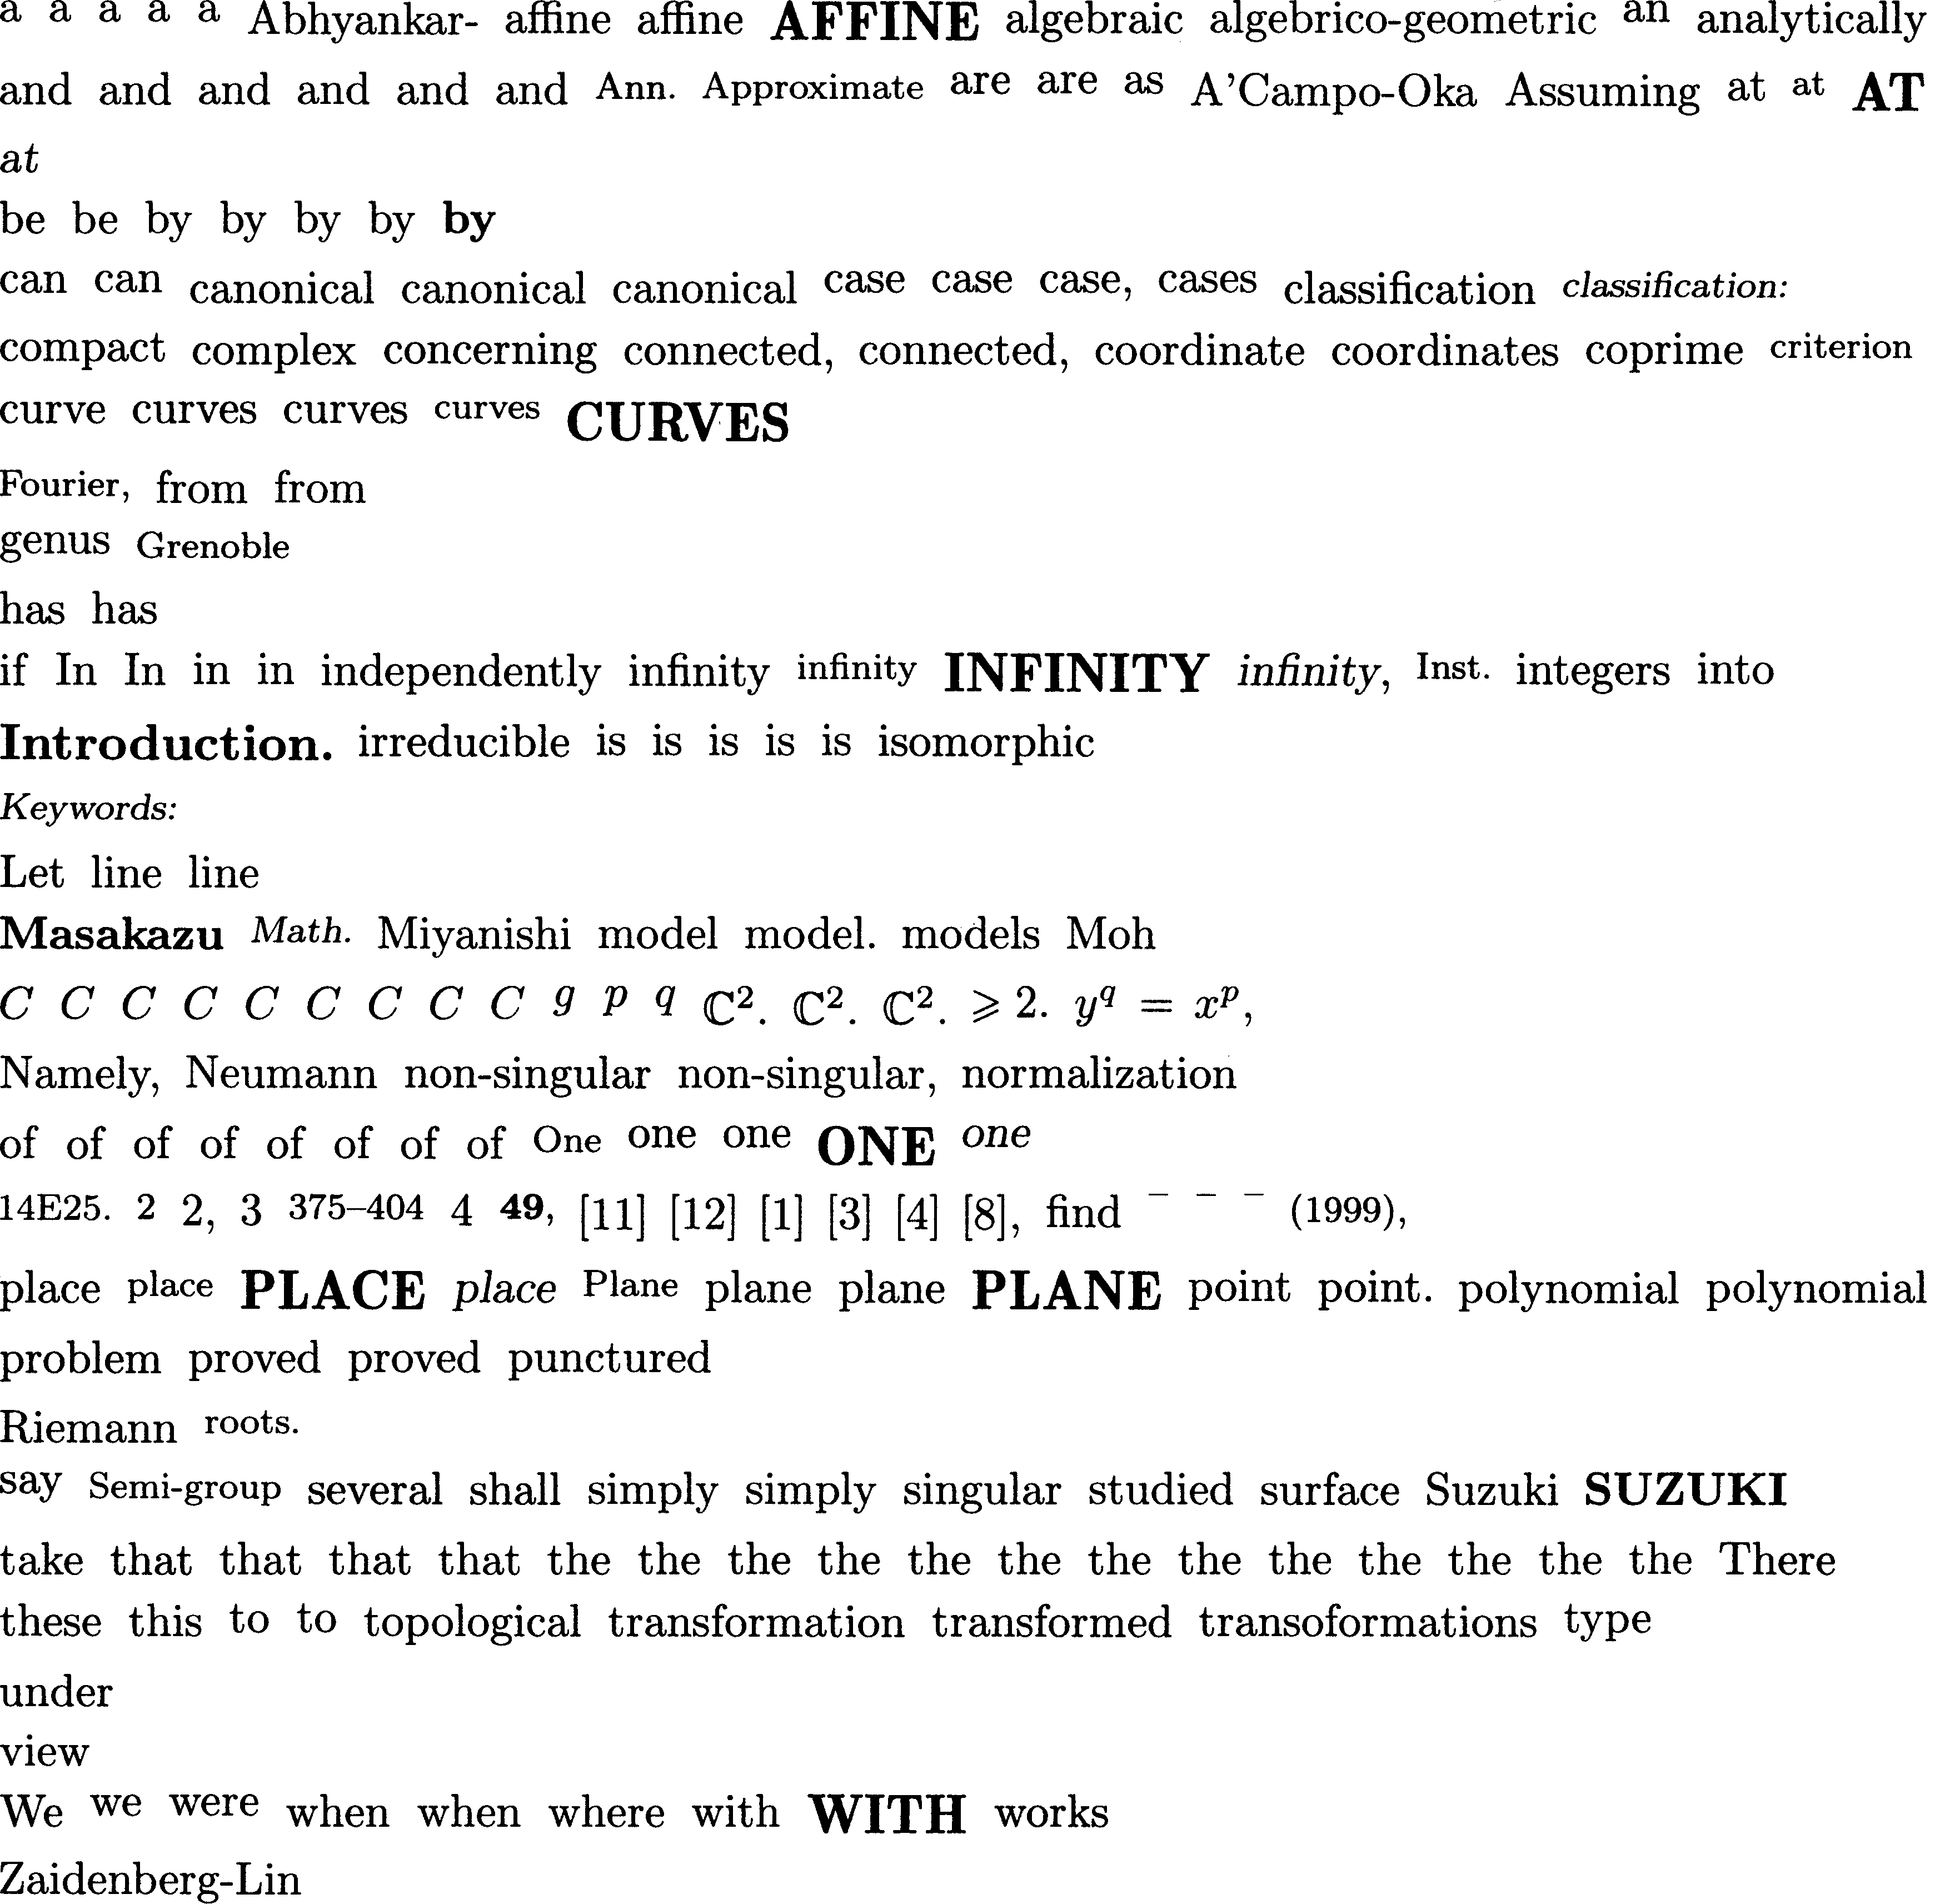 a a a a a Abhyankar- affine affine AFFINE algebraic algebrico-geometric an analytically
and and and and and and Ann. Approximate are are as A'Campo-Oka Assuming at at AT
at
be be by by by by by
can can canonical canonical canonical case case case, cases classification classification:
compact complex concerning connected, connected, coordinate coordinates coprime criterion
curve curves curves curves CURVES
Fourier, from from
genus Grenoble
has has
if In In in in independently infinity infinity INFINITY infinity, Inst. integers into
Introduction. irreducible is is is is is isomorphic
Keywords:
Let line line
Masakazu Math. Miyanishi model model. models Moh
C C C C C C C C C g p q ℂ². ℂ². ℂ². ⩾ 2. y^q = x^p,
Namely, Neumann non-singular non-singular, normalization
of of of of of of of of One one one ONE one
14E25. 2 2, 3 375–404 4 49, [11] [12] [1] [3] [4] [8], find – – – (1999),
place place PLACE place Plane plane plane PLANE point point. polynomial polynomial
problem proved proved punctured
Riemann roots.
say Semi-group several shall simply simply singular studied surface Suzuki SUZUKI
take that that that that the the the the the the the the the the the the the There
these this to to topological transformation transformed transoformations type
under
view
We we were when when where with WITH works
Zaidenberg-Lin